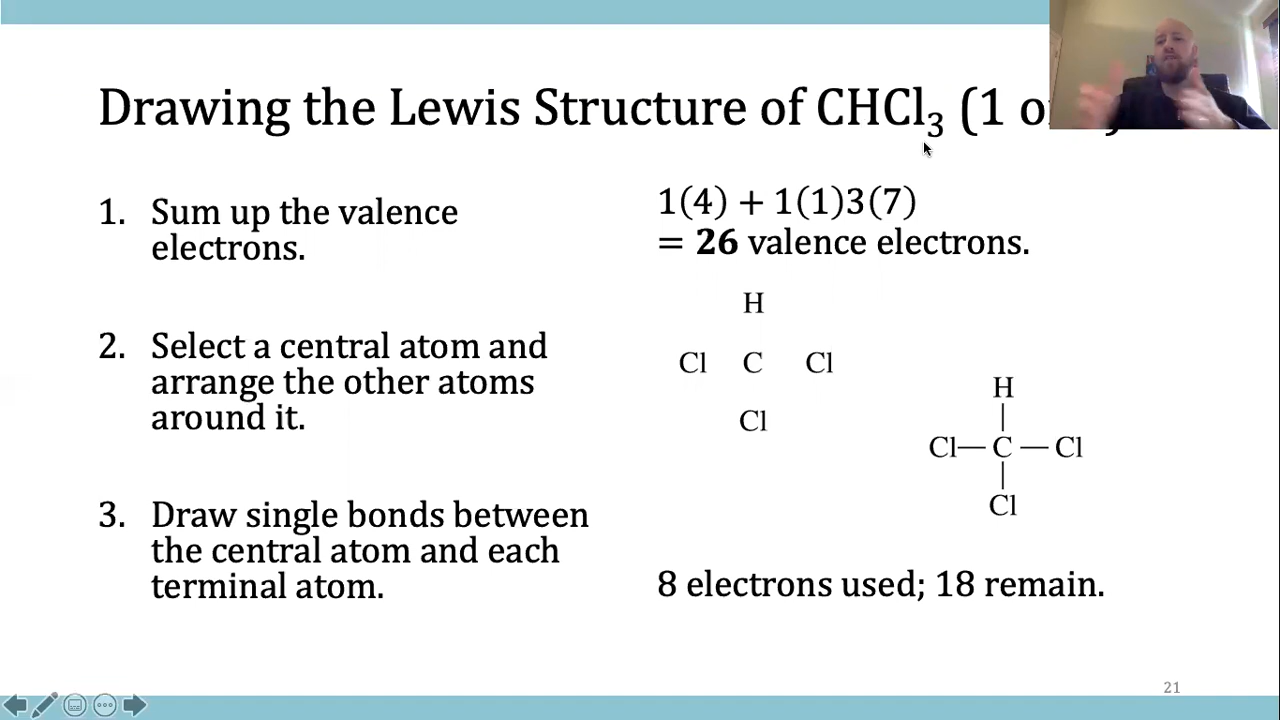 Drawing the Lewis Structure of CHCl₃ (1
1. Sum up the valence
electrons.
1(4) + 1(1)3(7)
= 26 valence electrons.
2. Select a central atom and
arrange the other atoms
around it.
H
Cl C Cl
Cl
H
Cl—C—Cl
Cl
3. Draw single bonds between
the central atom and each
terminal atom.
8 electrons used; 18 remain.
21